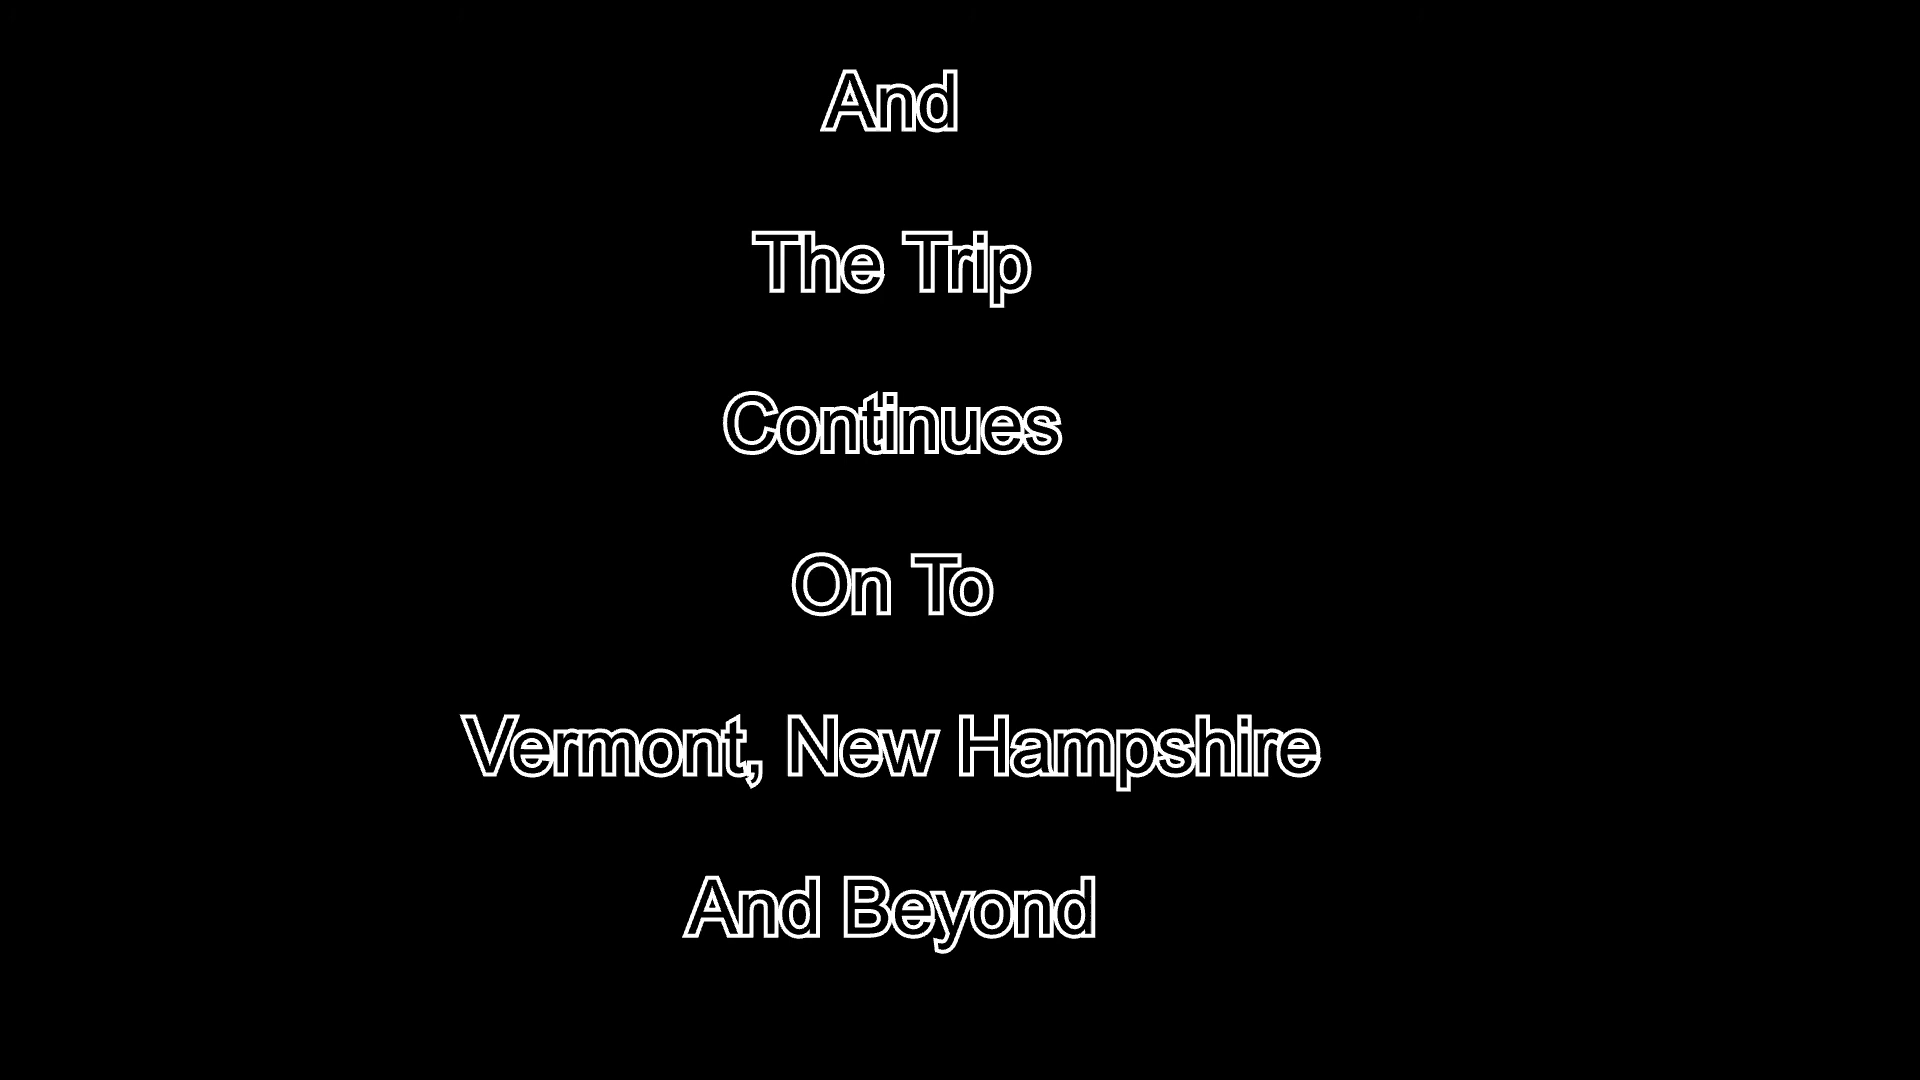 And
The Trip
Continues
On To
Vermont, New Hampshire
And Beyond